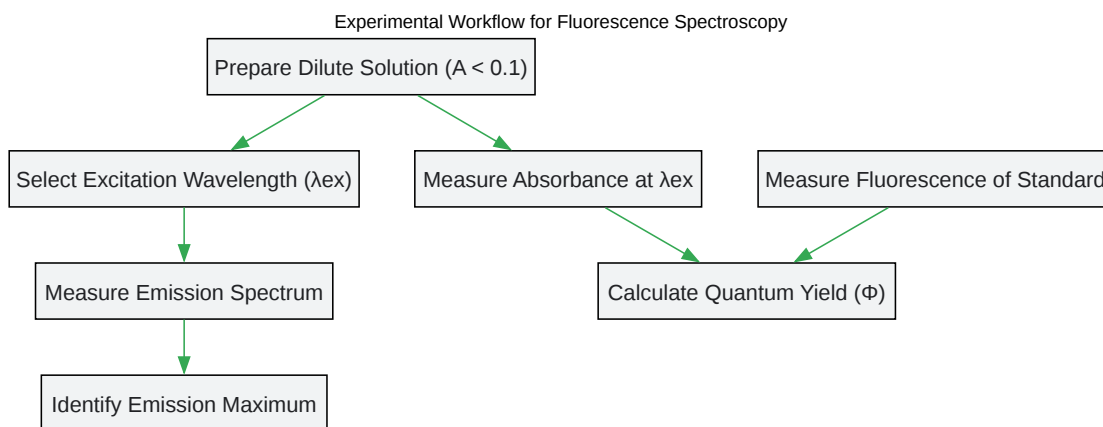 Experimental Workflow for Fluorescence Spectroscopy
Prepare Dilute Solution (A < 0.1)
Select Excitation Wavelength (λex)
Measure Absorbance at λex
Measure Fluorescence of Standard
Measure Emission Spectrum
Calculate Quantum Yield (Φ)
Identify Emission Maximum